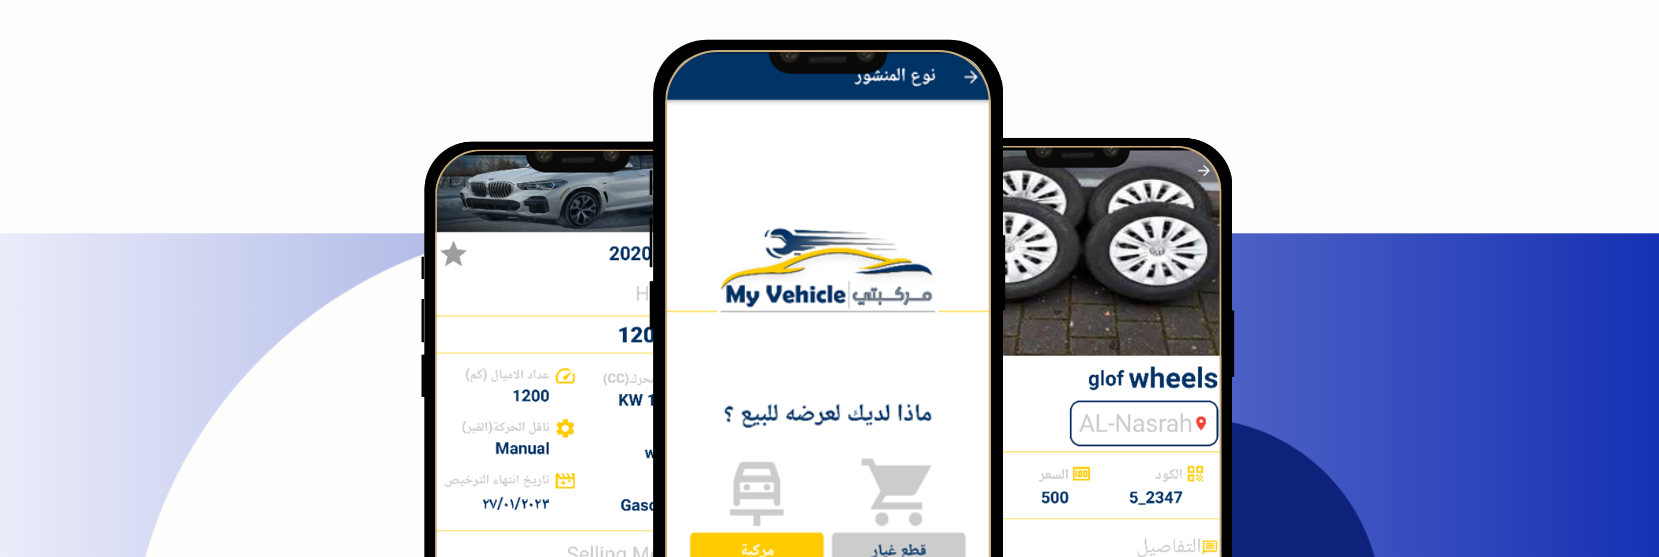 2020
120
عداد الاميال (كم)
1200
(CC)
KW 1
ناقل الحركة(القير)
Manual
تاريخ انتهاء الترخيص
٢٧/٠١/٢٠٢٣
Selling
نوع المنشور
My Vehicle مركبتي
ماذا لديك لعرضه للبيع ؟
مركبة
قطع غيار
glof wheels
AL-Nasrah
الكود
السعر
5_2347
500
التفاصيل